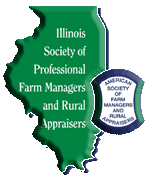 Illinois
Society of
Professional
Farm Managers
and Rural
Appraisers
AMERICAN
SOCIETY
OF
FARM
MANAGERS
AND
RURAL
APPRAISERS